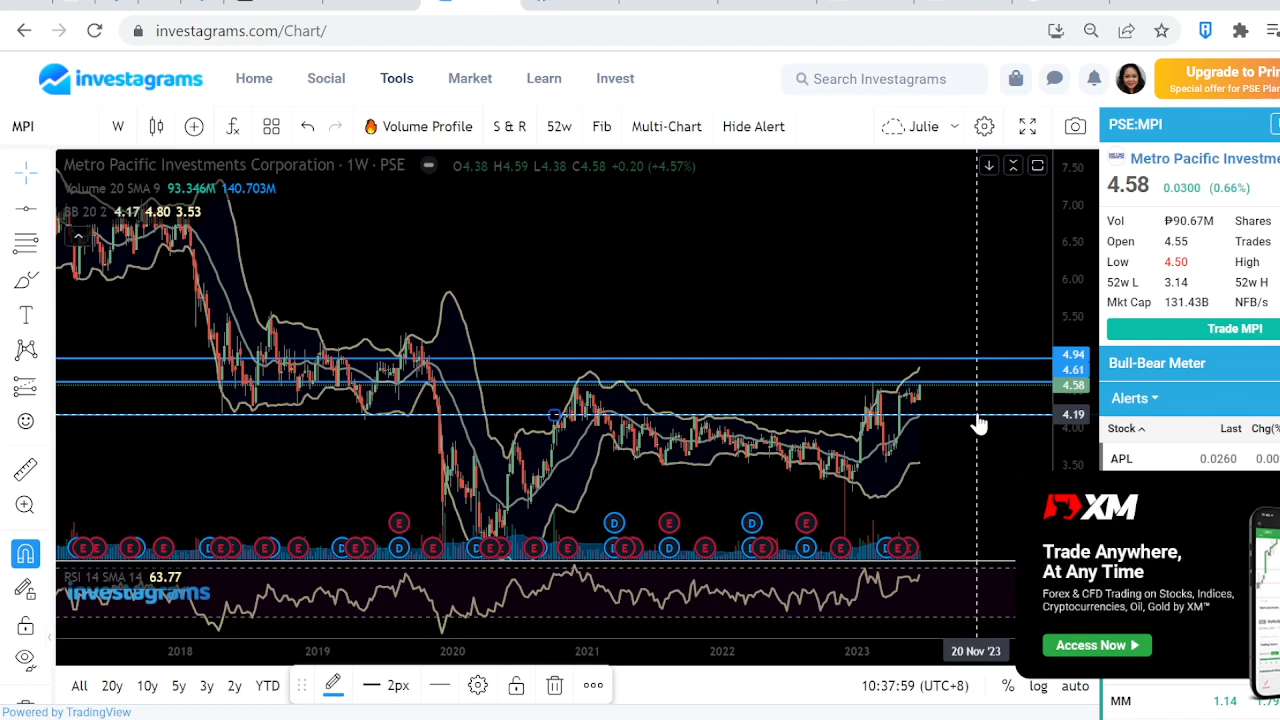 investagrams.com/Chart/
investagrams
Home Social Tools Market Learn Invest
Search Investagrams
Upgrade to Pri
Special offer for PSE Plan
MPI W Volume Profile S & R 52w Fib Multi-Chart Hide Alert Julie
PSE:MPI
Metro Pacific Investments Corporation · 1W · PSE O4.38 H4.59 L4.38 C4.58 +0.20 (+4.57%)
Volume 20 SMA 9 93.346M 140.703M
BB 20 2 4.17 4.80 3.53
7.50
7.00
6.50
6.00
5.50
4.94
4.61
4.58
4.19
4.00
3.50
Metro Pacific Investme
4.58 0.0300 (0.66%)
Vol ₱90.67M Shares
Open 4.55 Trades
Low 4.50 High
52w L 3.14 52w H
Mkt Cap 131.43B NFB/s
Trade MPI
Bull-Bear Meter
Alerts
Stock Last Chg(%
APL 0.0260 0.00
XM
Trade Anywhere,
At Any Time
Forex & CFD Trading on Stocks, Indices,
Cryptocurrencies, Oil, Gold by XM™
Access Now
MM 1.14 1.79
E D E D E
E E E E D E E E D E E D E D E E E E D E E D E D E E D E D E E
RSI 14 SMA 14 63.77
investagrams
2018 2019 2020 2021 2022 2023 20 Nov '23
All 20y 10y 5y 3y 2y YTD 2px 10:37:59 (UTC+8) % log auto
Powered by TradingView